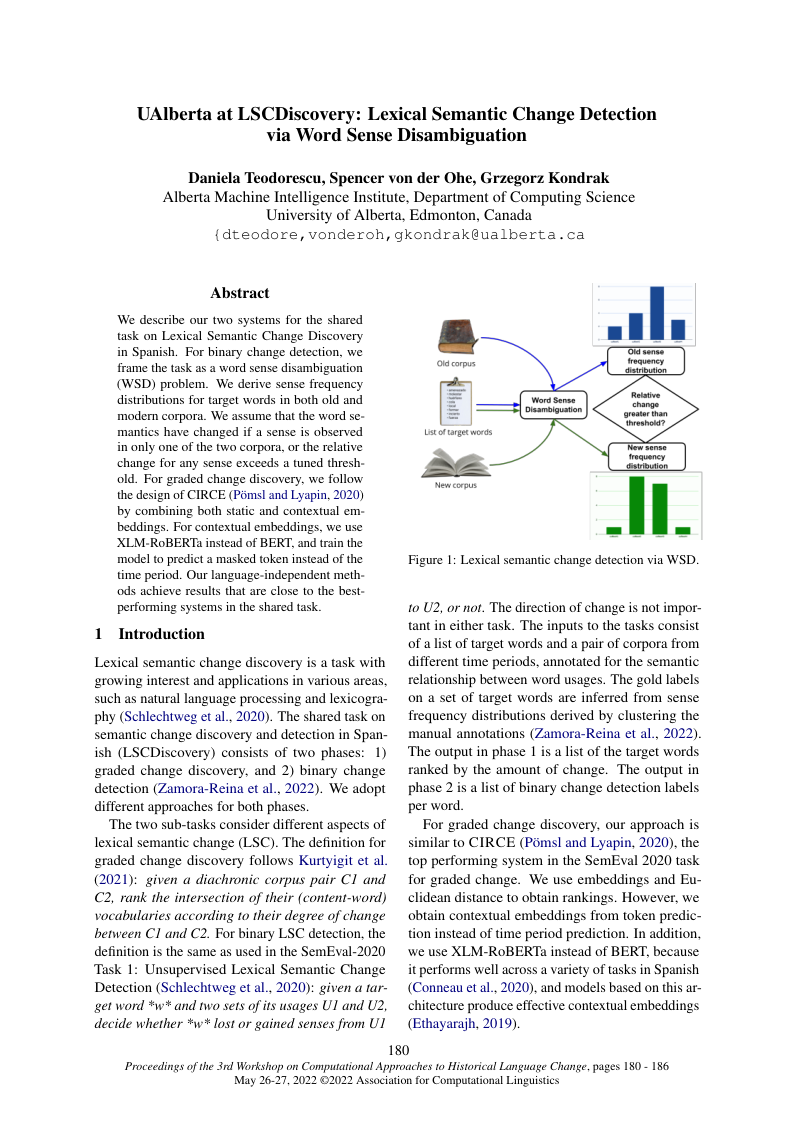 UAlberta at LSCDiscovery: Lexical Semantic Change Detection
via Word Sense Disambiguation
Daniela Teodorescu, Spencer von der Ohe, Grzegorz Kondrak
Alberta Machine Intelligence Institute, Department of Computing Science
University of Alberta, Edmonton, Canada
{dteodore,vonderoh,gkondrak@ualberta.ca
Abstract
We describe our two systems for the shared
task on Lexical Semantic Change Discovery
in Spanish. For binary change detection, we
frame the task as a word sense disambiguation
(WSD) problem. We derive sense frequency
distributions for target words in both old and
modern corpora. We assume that the word se-
mantics have changed if a sense is observed
in only one of the two corpora, or the relative
change for any sense exceeds a tuned thresh-
old. For graded change discovery, we follow
the design of CIRCE (Pömsl and Lyapin, 2020)
by combining both static and contextual em-
beddings. For contextual embeddings, we use
XLM-RoBERTa instead of BERT, and train the
model to predict a masked token instead of the
time period. Our language-independent meth-
ods achieve results that are close to the best-
performing systems in the shared task.
1 Introduction
Lexical semantic change discovery is a task with
growing interest and applications in various areas,
such as natural language processing and lexicogra-
phy (Schlechtweg et al., 2020). The shared task on
semantic change discovery and detection in Span-
ish (LSCDiscovery) consists of two phases: 1)
graded change discovery, and 2) binary change
detection (Zamora-Reina et al., 2022). We adopt
different approaches for both phases.
The two sub-tasks consider different aspects of
lexical semantic change (LSC). The definition for
graded change discovery follows Kurtyigit et al.
(2021): given a diachronic corpus pair C1 and
C2, rank the intersection of their (content-word)
vocabularies according to their degree of change
between C1 and C2. For binary LSC detection, the
definition is the same as used in the SemEval-2020
Task 1: Unsupervised Lexical Semantic Change
Detection (Schlechtweg et al., 2020): given a tar-
get word *w* and two sets of its usages U1 and U2,
decide whether *w* lost or gained senses from U1
Old corpus
List of target words
New corpus
Word Sense
Disambiguation
Old sense
frequency
distribution
Relative
change
greater than
threshold?
New sense
frequency
distribution
Figure 1: Lexical semantic change detection via WSD.
to U2, or not. The direction of change is not impor-
tant in either task. The inputs to the tasks consist
of a list of target words and a pair of corpora from
different time periods, annotated for the semantic
relationship between word usages. The gold labels
on a set of target words are inferred from sense
frequency distributions derived by clustering the
manual annotations (Zamora-Reina et al., 2022).
The output in phase 1 is a list of the target words
ranked by the amount of change. The output in
phase 2 is a list of binary change detection labels
per word.
For graded change discovery, our approach is
similar to CIRCE (Pömsl and Lyapin, 2020), the
top performing system in the SemEval 2020 task
for graded change. We use embeddings and Eu-
clidean distance to obtain rankings. However, we
obtain contextual embeddings from token predic-
tion instead of time period prediction. In addition,
we use XLM-RoBERTa instead of BERT, because
it performs well across a variety of tasks in Spanish
(Conneau et al., 2020), and models based on this ar-
chitecture produce effective contextual embeddings
(Ethayarajh, 2019).
180
Proceedings of the 3rd Workshop on Computational Approaches to Historical Language Change, pages 180 - 186
May 26-27, 2022 ©2022 Association for Computational Linguistics